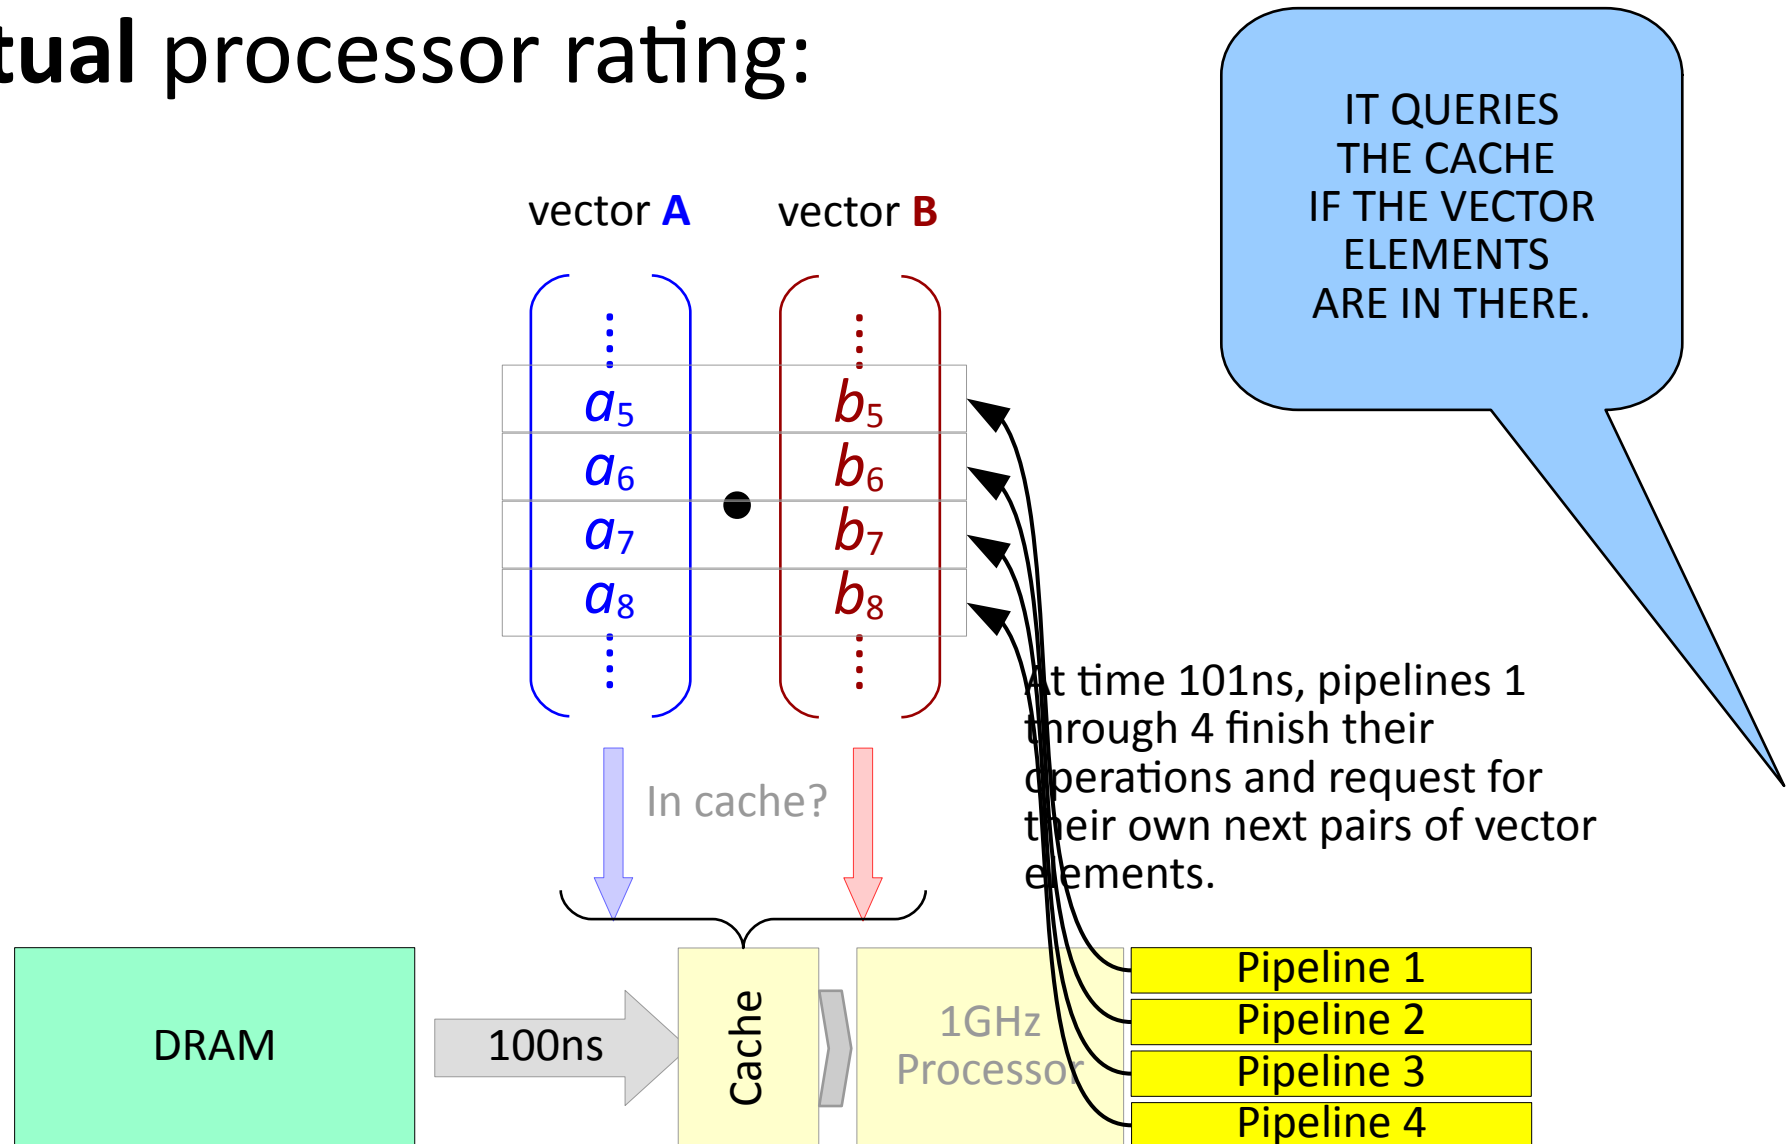 tual processor rating:
IT QUERIES
THE CACHE
IF THE VECTOR
ELEMENTS
ARE IN THERE.
vector A vector B
a5 b5
a6 b6
a7 b7
a8 b8
At time 101ns, pipelines 1
through 4 finish their
operations and request for
their own next pairs of vector
elements.
In cache?
DRAM
100ns
Cache
1GHz
Processor
Pipeline 1
Pipeline 2
Pipeline 3
Pipeline 4